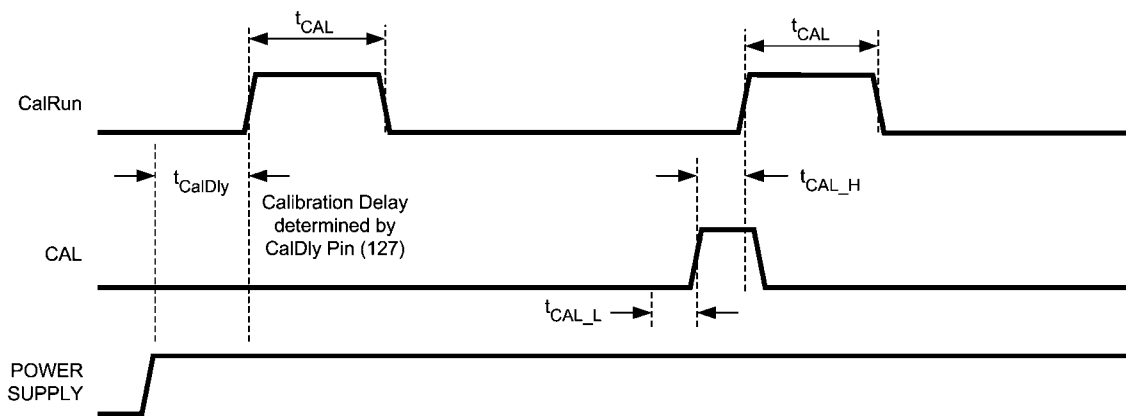 tCAL
tCAL
CalRun
tCalDly
tCAL_H
Calibration Delay
determined by
CalDly Pin (127)
CAL
tCAL_L
POWER
SUPPLY